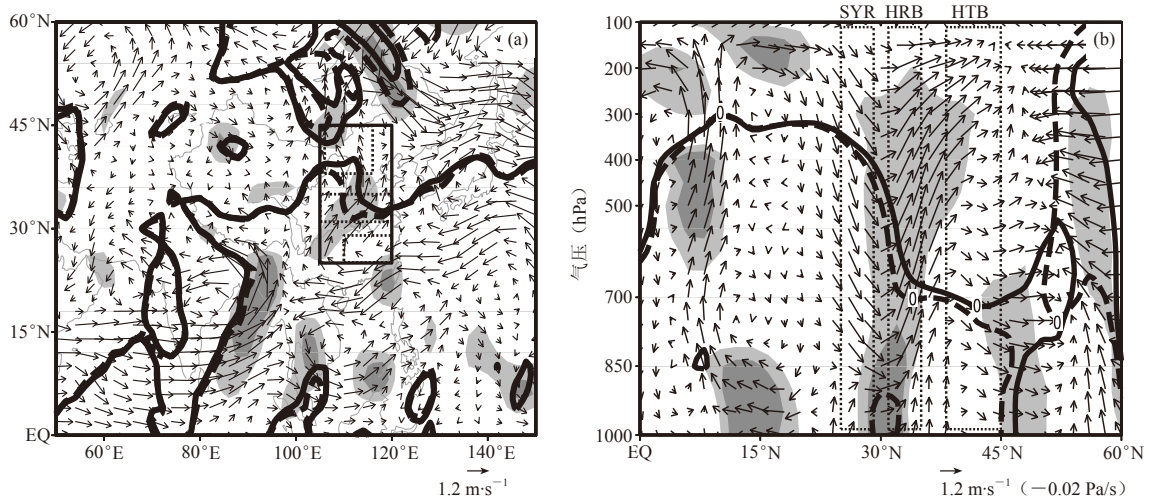 60°N
45°N
30°N
15°N
EQ
60°E
80°E
100°E
120°E
140°E
(a)
1.2 m·s⁻¹
SYR HRB HTB
(b)
气压 (hPa)
100
200
300
400
500
700
850
1000
0
0
0
0
EQ
15°N
30°N
45°N
60°N
1.2 m·s⁻¹ (−0.02 Pa/s)